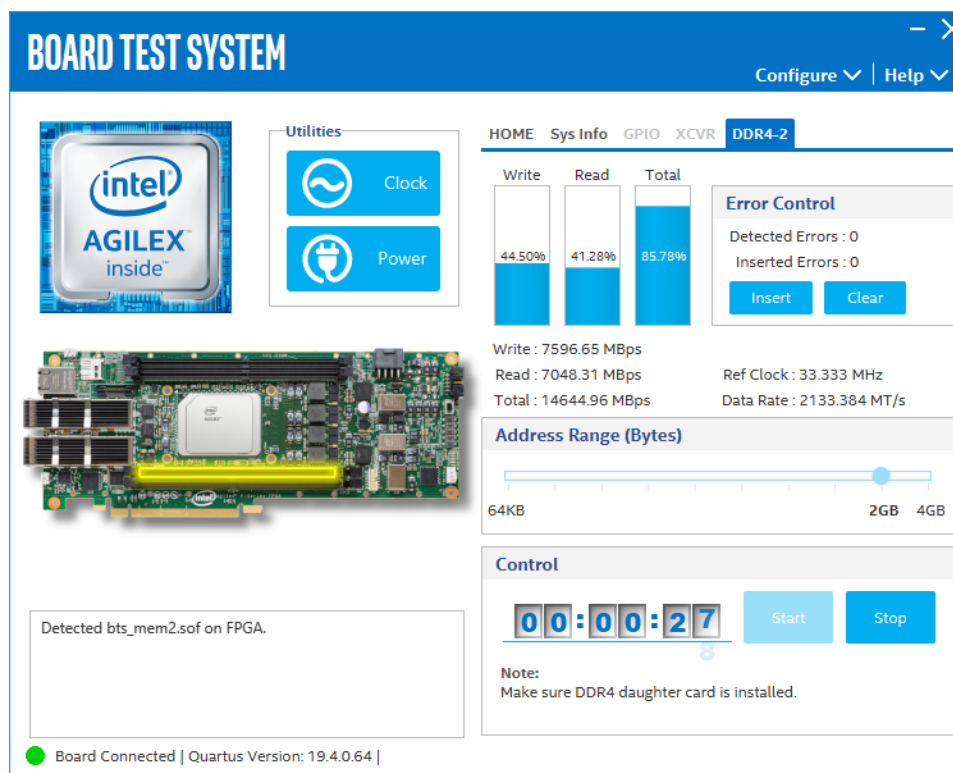 BOARD TEST SYSTEM
Configure
Help
Utilities
Clock
Power
intel
AGILEX™
inside™
HOME Sys Info GPIO XCVR DDR4-2
Write Read Total
44.50% 41.28% 85.78%
Error Control
Detected Errors : 0
Inserted Errors : 0
Insert Clear
Write : 7596.65 MBps
Read : 7048.31 MBps
Total : 14644.96 MBps
Ref Clock : 33.333 MHz
Data Rate : 2133.384 MT/s
Address Range (Bytes)
64KB 2GB 4GB
Control
00:00:27
8
Start Stop
Note:
Make sure DDR4 daughter card is installed.
intel
Detected bts_mem2.sof on FPGA.
Board Connected | Quartus Version: 19.4.0.64 |